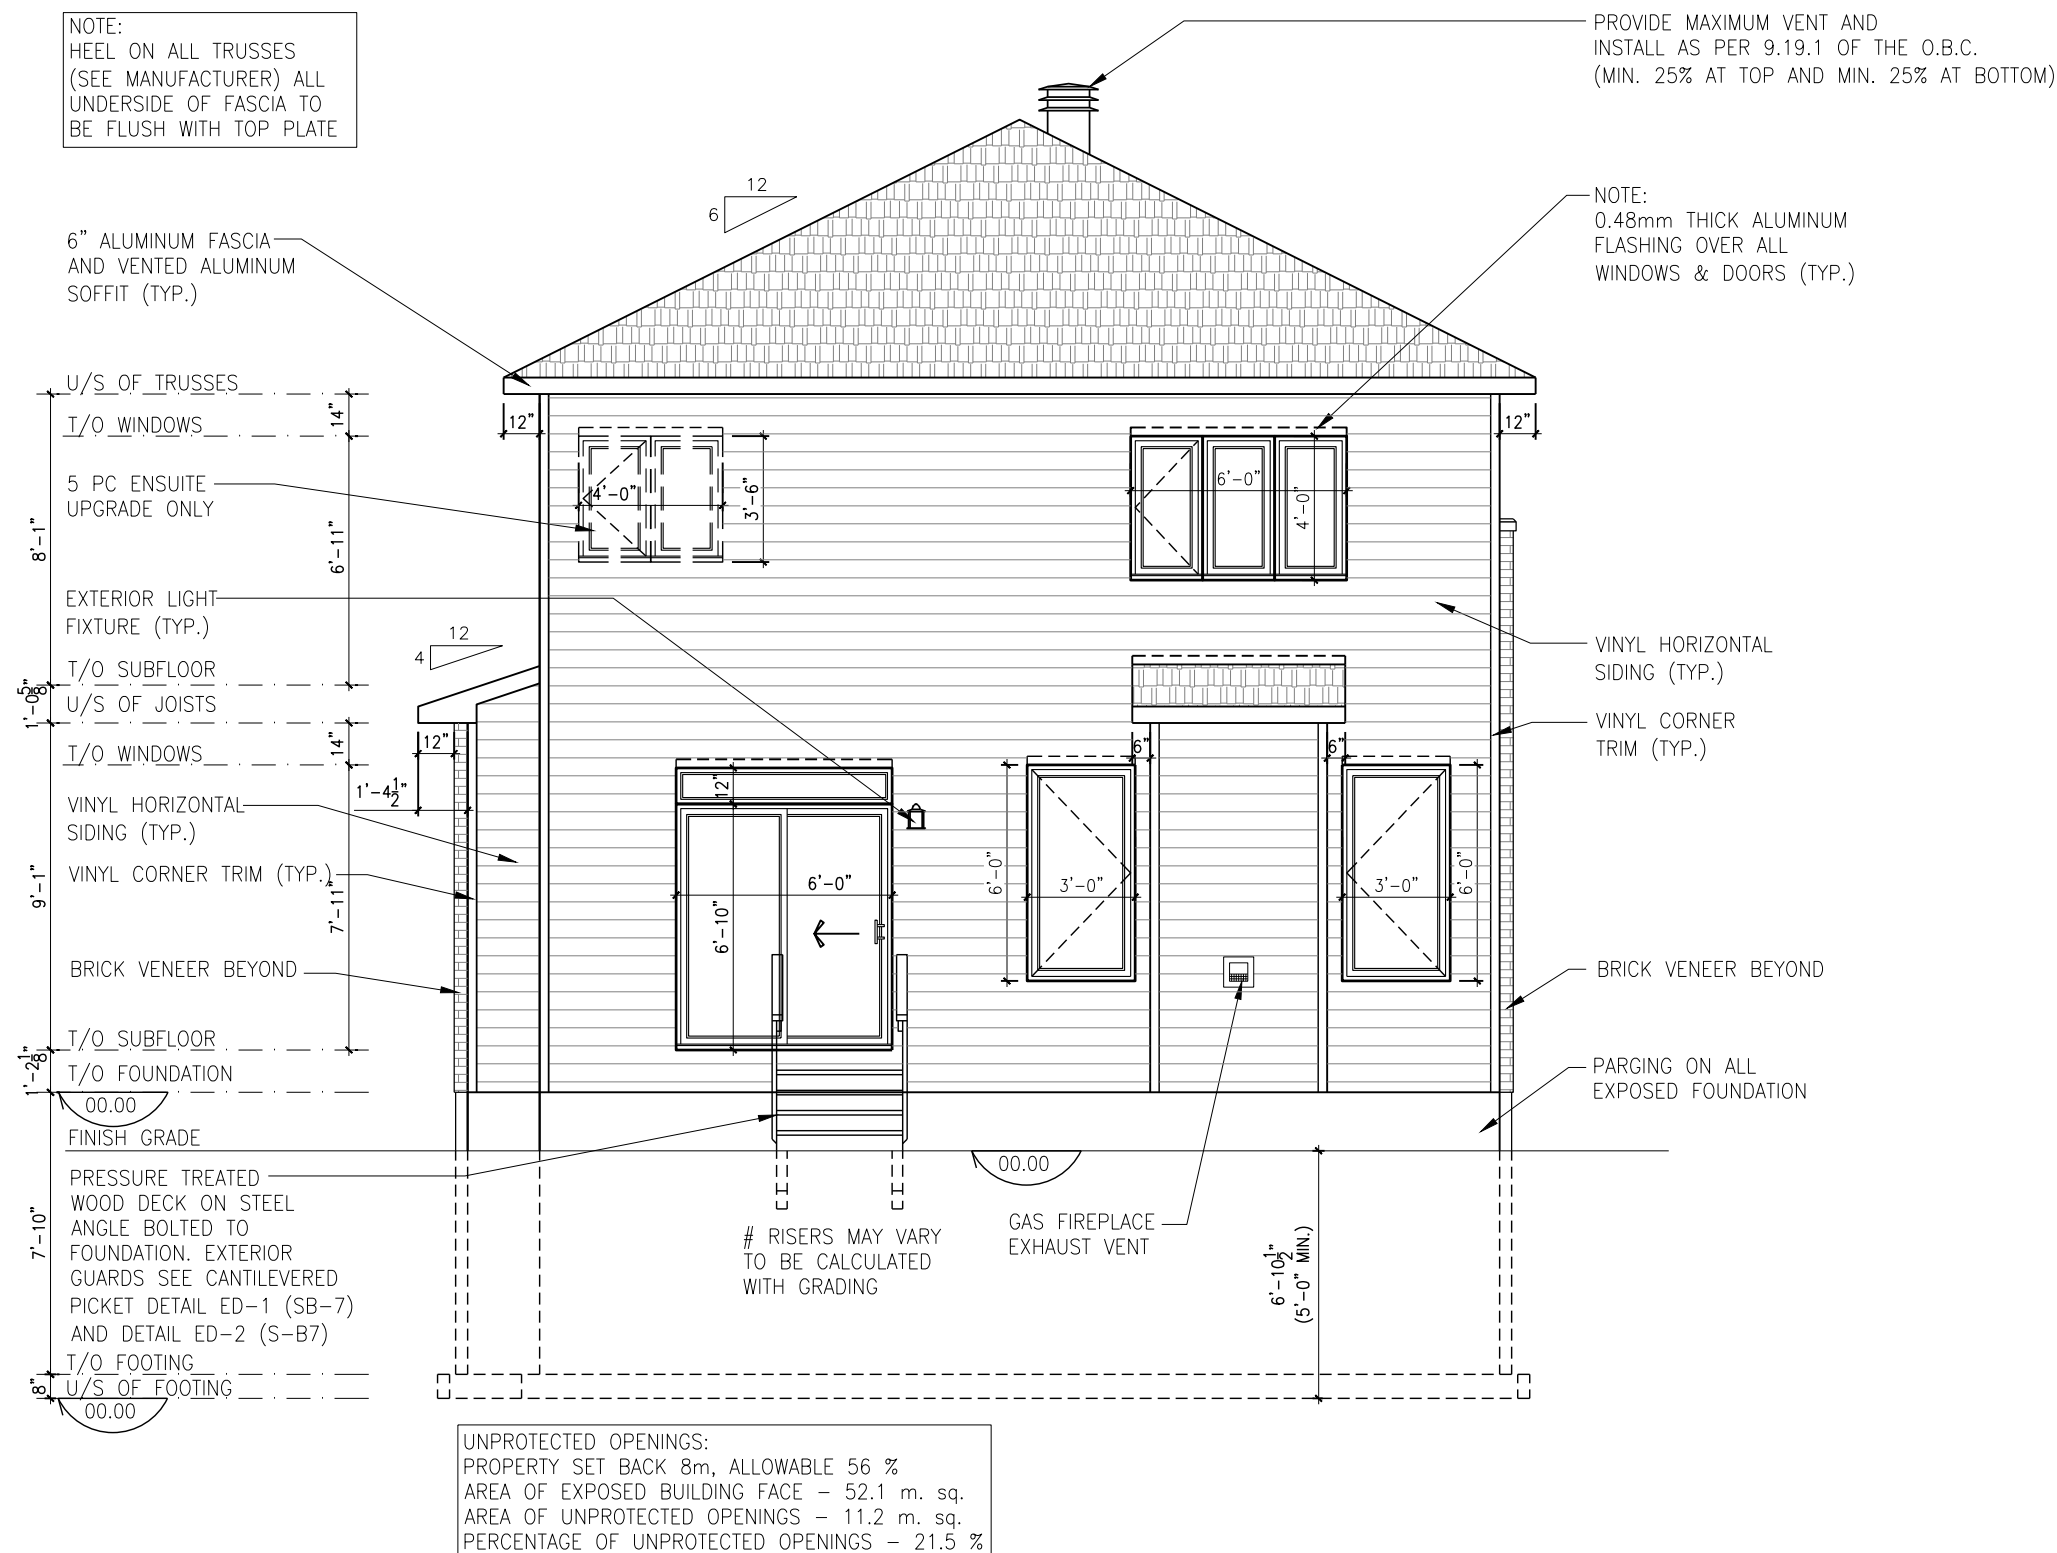 NOTE:
HEEL ON ALL TRUSSES
(SEE MANUFACTURER) ALL
UNDERSIDE OF FASCIA TO
BE FLUSH WITH TOP PLATE
PROVIDE MAXIMUM VENT AND
INSTALL AS PER 9.19.1 OF THE O.B.C.
(MIN. 25% AT TOP AND MIN. 25% AT BOTTOM)
12
6
NOTE:
0.48mm THICK ALUMINUM
FLASHING OVER ALL
WINDOWS & DOORS (TYP.)
6" ALUMINUM FASCIA
AND VENTED ALUMINUM
SOFFIT (TYP.)
U/S OF TRUSSES
14"
T/O WINDOWS
12"
12"
5 PC ENSUITE
UPGRADE ONLY
4'-0"
3'-6"
6'-0"
4'-0"
8'-1"
6'-11"
EXTERIOR LIGHT
FIXTURE (TYP.)
12
4
VINYL HORIZONTAL
SIDING (TYP.)
T/O SUBFLOOR
1'-0 5/8"
U/S OF JOISTS
VINYL CORNER
TRIM (TYP.)
14"
T/O WINDOWS
12"
6"
6"
1'-4 1/2"
12"
VINYL HORIZONTAL
SIDING (TYP.)
VINYL CORNER TRIM (TYP.)
9'-1"
7'-11"
6'-0"
6'-10"
6'-0"
3'-0"
3'-0"
6'-0"
BRICK VENEER BEYOND
BRICK VENEER BEYOND
T/O SUBFLOOR
1'-2 1/8"
T/O FOUNDATION
00.00
PARGING ON ALL
EXPOSED FOUNDATION
FINISH GRADE
00.00
PRESSURE TREATED
WOOD DECK ON STEEL
ANGLE BOLTED TO
FOUNDATION. EXTERIOR
GUARDS SEE CANTILEVERED
PICKET DETAIL ED-1 (SB-7)
AND DETAIL ED-2 (S-B7)
7'-10"
# RISERS MAY VARY
TO BE CALCULATED
WITH GRADING
GAS FIREPLACE
EXHAUST VENT
6'-10 1/2"
(5'-0" MIN.)
T/O FOOTING
8"
U/S OF FOOTING
00.00
UNPROTECTED OPENINGS:
PROPERTY SET BACK 8m, ALLOWABLE 56 %
AREA OF EXPOSED BUILDING FACE - 52.1 m. sq.
AREA OF UNPROTECTED OPENINGS - 11.2 m. sq.
PERCENTAGE OF UNPROTECTED OPENINGS - 21.5 %